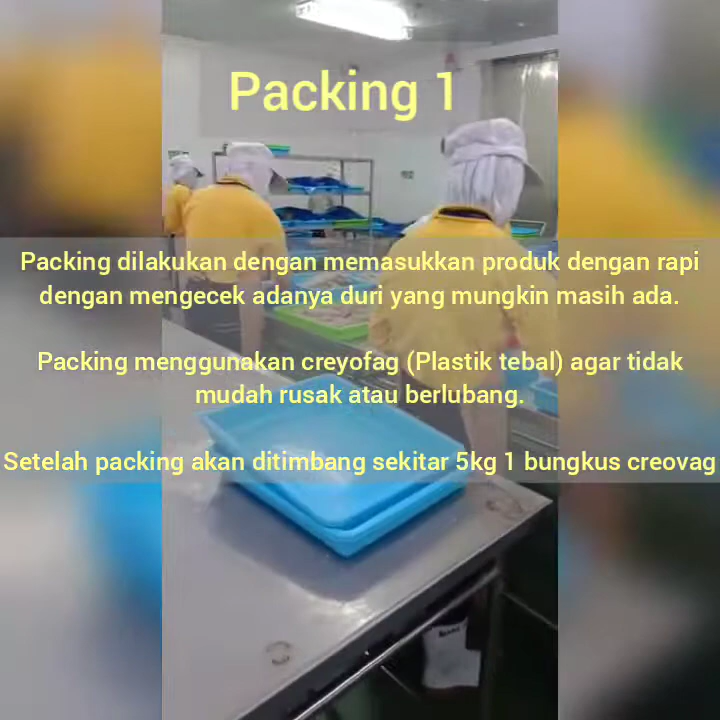 Packing 1
Packing dilakukan dengan memasukkan produk dengan rapi
dengan mengecek adanya duri yang mungkin masih ada.
Packing menggunakan creyofag (Plastik tebal) agar tidak
mudah rusak atau berlubang.
Setelah packing akan ditimbang sekitar 5kg 1 bungkus creovag